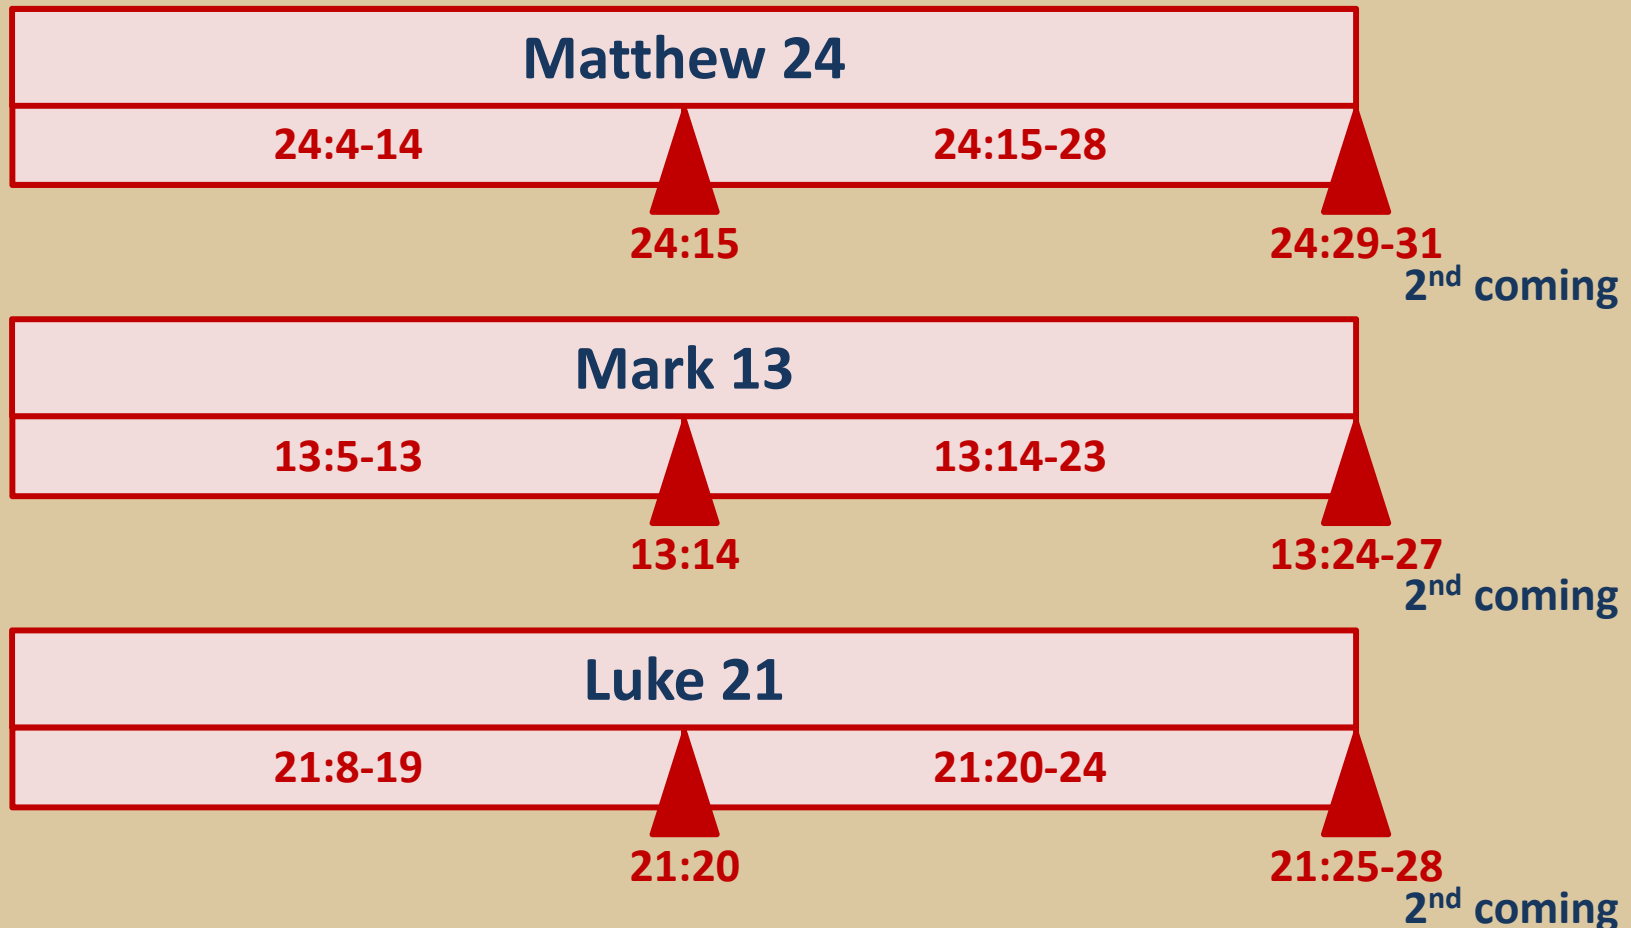 Matthew 24
24:4-14 24:15-28
24:15 24:29-31
2nd coming
Mark 13
13:5-13 13:14-23
13:14 13:24-27
2nd coming
Luke 21
21:8-19 21:20-24
21:20 21:25-28
2nd coming